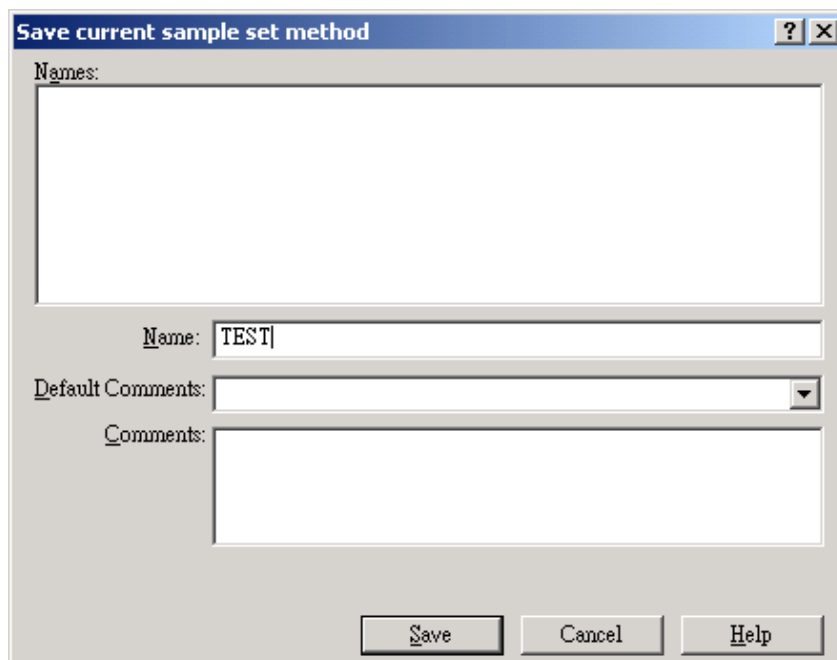 Save current sample set method
Names:
Name: TEST
Default Comments:
Comments:
Save Cancel Help